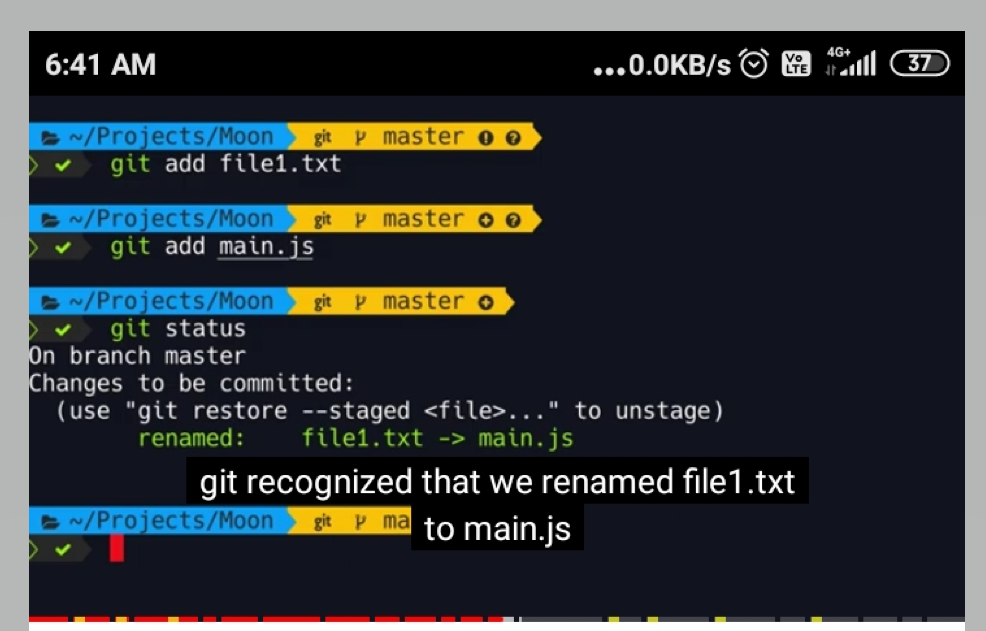 6:41 AM ...0.0KB/s Vo LTE 4G+ 37
~/Projects/Moon git master
git add file1.txt
~/Projects/Moon git master
git add main.js
~/Projects/Moon git master
git status
On branch master
Changes to be committed:
(use "git restore --staged <file>..." to unstage)
renamed: file1.txt -> main.js
git recognized that we renamed file1.txt
to main.js
~/Projects/Moon git ma